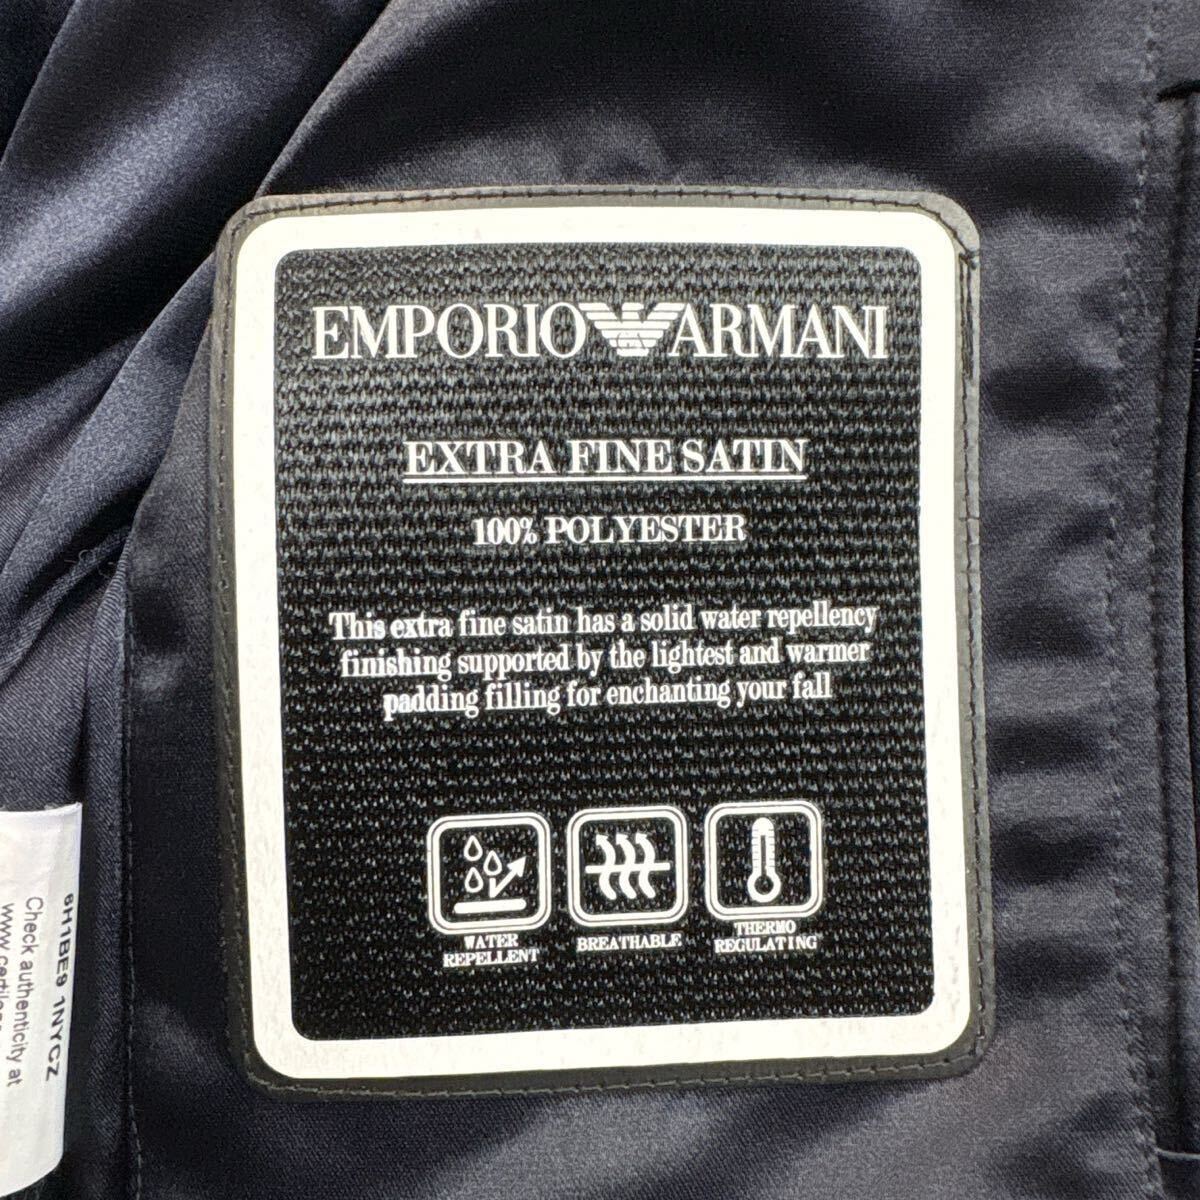 EMPORIO ARMANI
EXTRA FINE SATIN
100% POLYESTER
This extra fine satin has a solid water repellency
finishing supported by the lightest and warmer
padding filling for enchanting your fall
WATER
REPELLENT
BREATHABLE
THERMO
REGULATING
6H1BE9 1NYCZ
Check authenticity at